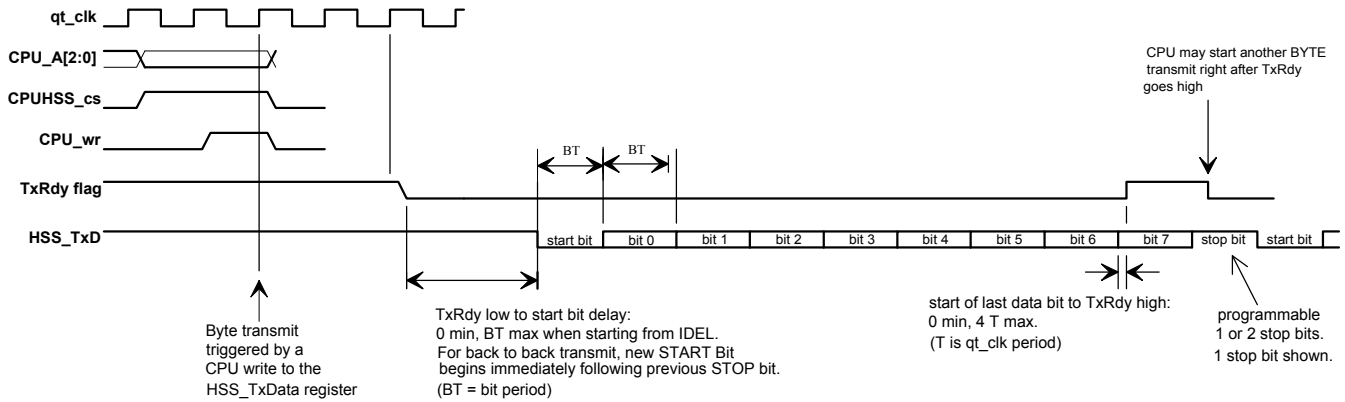 qt_clk
CPU_A[2:0]
CPUHSS_cs
CPU_wr
TxRdy flag
HSS_TxD
CPU may start another BYTE
transmit right after TxRdy
goes high
BT
BT
start bit
bit 0
bit 1
bit 2
bit 3
bit 4
bit 5
bit 6
bit 7
stop bit
start bit
Byte transmit
triggered by a
CPU write to the
HSS_TxData register
TxRdy low to start bit delay:
0 min, BT max when starting from IDEL.
For back to back transmit, new START Bit
begins immediately following previous STOP bit.
(BT = bit period)
start of last data bit to TxRdy high:
0 min, 4 T max.
(T is qt_clk period)
programmable
1 or 2 stop bits.
1 stop bit shown.